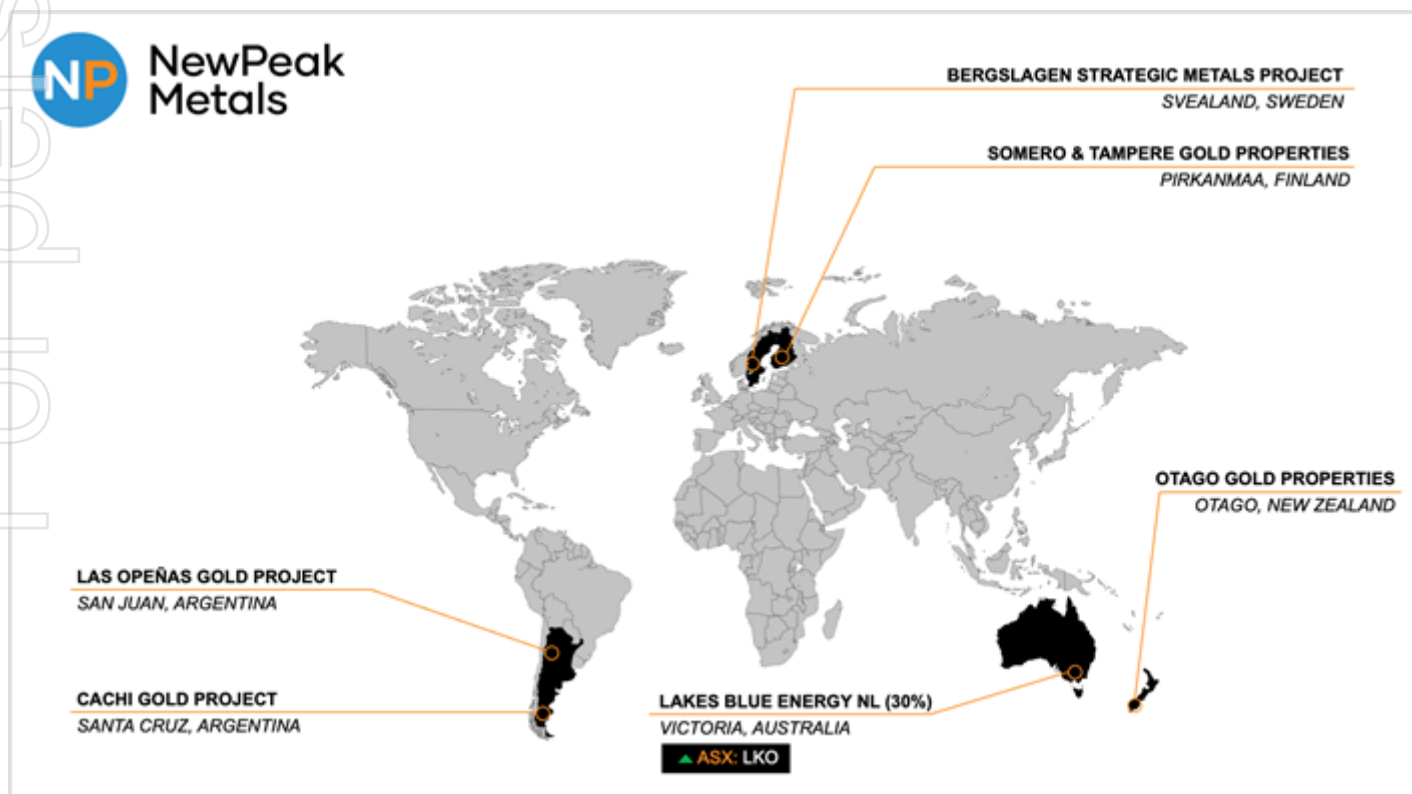 NP NewPeak
Metals
BERGSLAGEN STRATEGIC METALS PROJECT
SVEALAND, SWEDEN
SOMERO & TAMPERE GOLD PROPERTIES
PIRKANMAA, FINLAND
OTAGO GOLD PROPERTIES
OTAGO, NEW ZEALAND
LAS OPEÑAS GOLD PROJECT
SAN JUAN, ARGENTINA
CACHI GOLD PROJECT
SANTA CRUZ, ARGENTINA
LAKES BLUE ENERGY NL (30%)
VICTORIA, AUSTRALIA
ASX: LKO